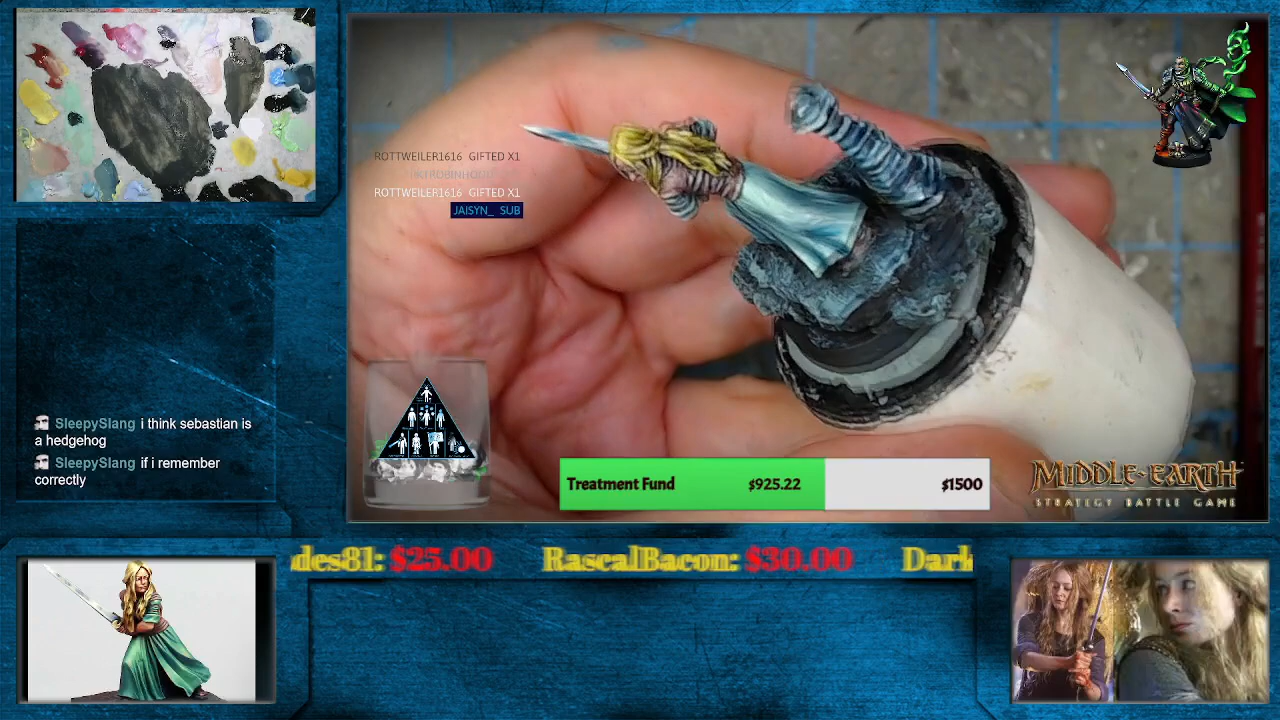 ROTTWEILER1616 GIFTED X1
ROTTWEILER1616 GIFTED X1
JAISYN_ SUB
SleepySlang i think sebastian is
a hedgehog
SleepySlang if i remember
correctly
Treatment Fund $925.22 $1500
MIDDLE-EARTH
STRATEGY BATTLE GAME
des81: $25.00 RascalBacon: $30.00 Dark